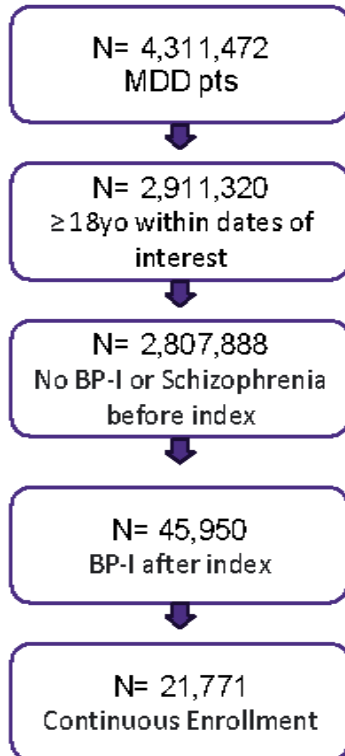 N= 4,311,472
MDD pts
N= 2,911,320
≥18yo within dates of
interest
N= 2,807,888
No BP-I or Schizophrenia
before index
N= 45,950
BP-I after index
N= 21,771
Continuous Enrollment